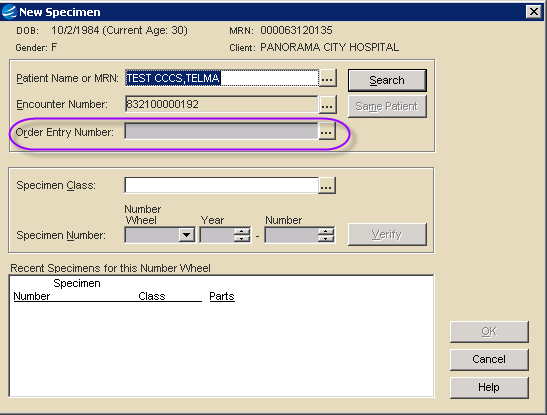 New Specimen
DOB: 10/2/1984 (Current Age: 30) MRN: 000063120135
Gender: F Client: PANORAMA CITY HOSPITAL
Patient Name or MRN: TEST CCCS,TELMA ... Search
Encounter Number: 832100000192 ... Same Patient
Order Entry Number: ...
Specimen Class: ...
Number
Wheel Year Number
Specimen Number: - Verify
Recent Specimens for this Number Wheel
Specimen
Number Class Parts
OK
Cancel
Help